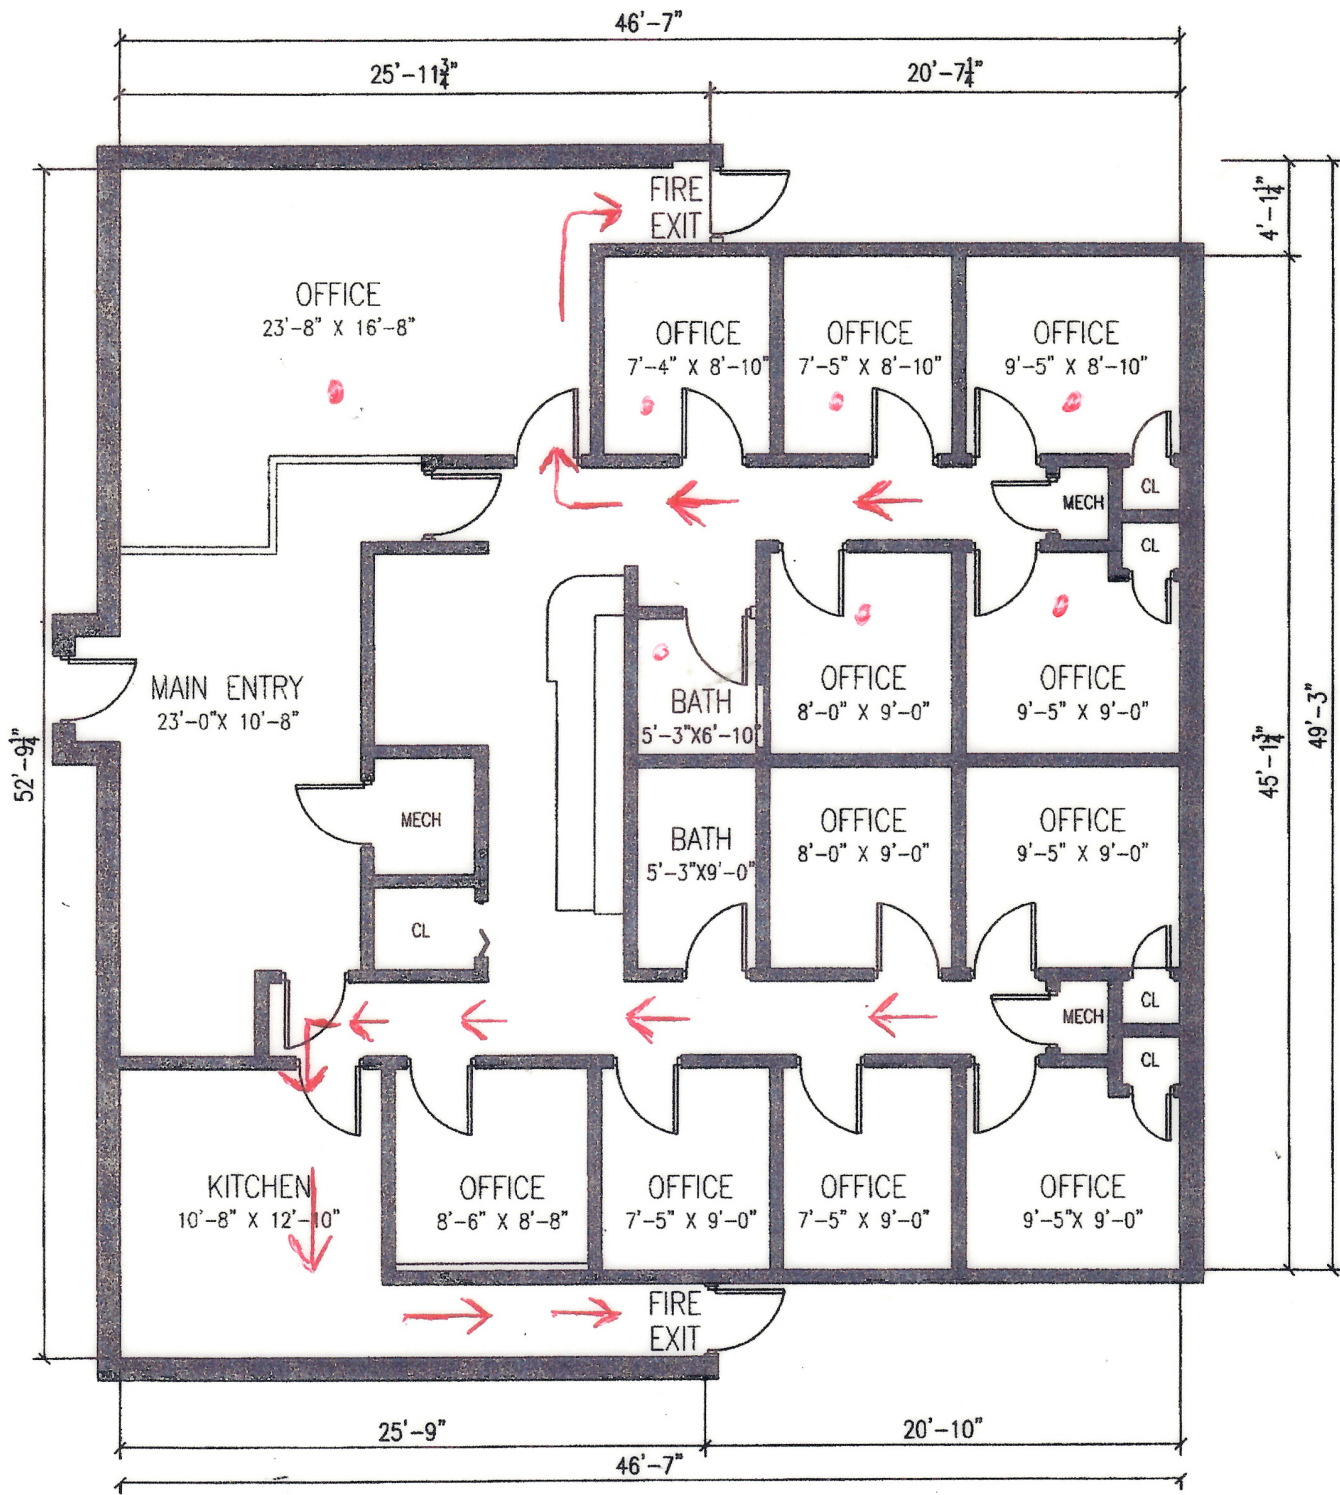 46'-7"
25'-11¾"
20'-7¼"
FIRE
EXIT
4'-1¼"
OFFICE
23'-8" X 16'-8"
OFFICE
7'-4" X 8'-10"
OFFICE
7'-5" X 8'-10"
OFFICE
9'-5" X 8'-10"
MECH
CL
CL
MAIN ENTRY
23'-0"X 10'-8"
BATH
5'-3"X6'-10"
OFFICE
8'-0" X 9'-0"
OFFICE
9'-5" X 9'-0"
52'-9¼"
45'-1¾"
49'-3"
MECH
BATH
5'-3"X9'-0"
OFFICE
8'-0" X 9'-0"
OFFICE
9'-5" X 9'-0"
CL
MECH
CL
CL
KITCHEN
10'-8" X 12'-10"
OFFICE
8'-6" X 8'-8"
OFFICE
7'-5" X 9'-0"
OFFICE
7'-5" X 9'-0"
OFFICE
9'-5"X 9'-0"
FIRE
EXIT
25'-9"
20'-10"
46'-7"